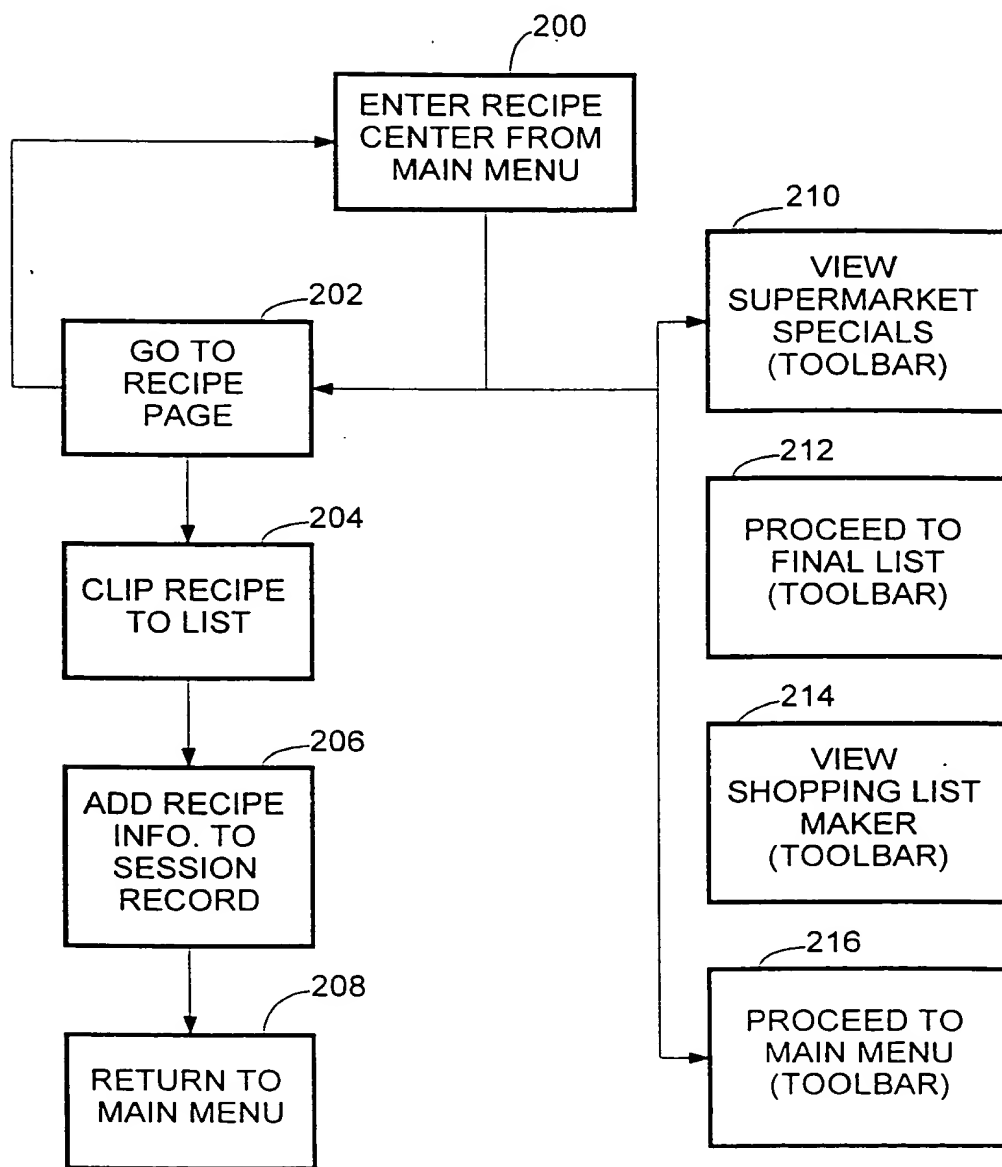 200
ENTER RECIPE
CENTER FROM
MAIN MENU
202
GO TO
RECIPE
PAGE
204
CLIP RECIPE
TO LIST
206
ADD RECIPE
INFO. TO
SESSION
RECORD
208
RETURN TO
MAIN MENU
210
VIEW
SUPERMARKET
SPECIALS
(TOOLBAR)
212
PROCEED TO
FINAL LIST
(TOOLBAR)
214
VIEW
SHOPPING LIST
MAKER
(TOOLBAR)
216
PROCEED TO
MAIN MENU
(TOOLBAR)